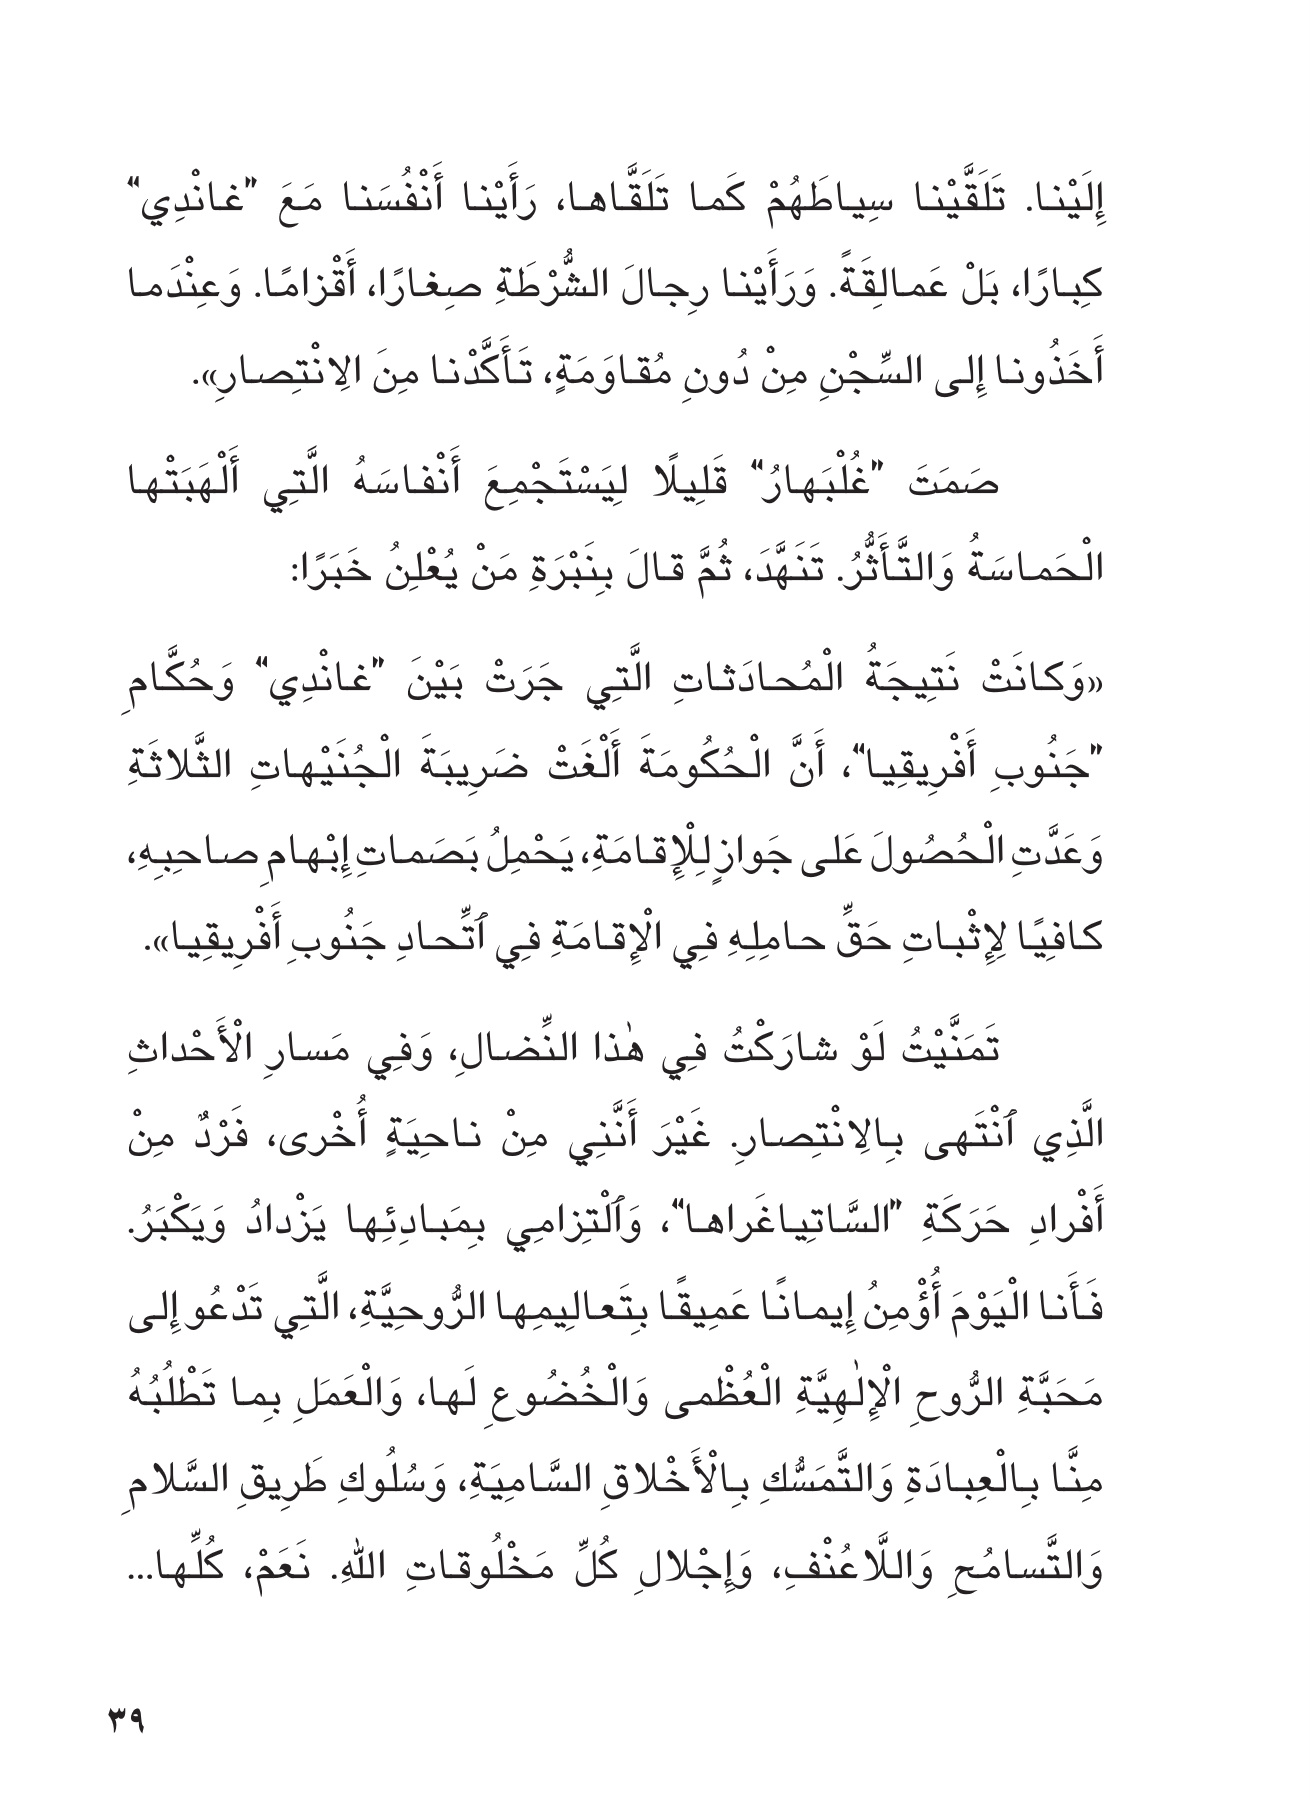 إِلَيْنا. تَلَقَّيْنا سِياطَهُمْ كَما تَلَقَّاها، رَأَيْنا أَنْفُسَنا مَعَ "غانْدِي"
كِبارًا، بَلْ عَمالِقَةً. وَرَأَيْنا رِجالَ الشُّرْطَةِ صِغارًا، أَقْزامًا. وَعِنْدَما
أَخَذُونا إِلى السِّجْنِ مِنْ دُونِ مُقاوَمَةٍ، تَأَكَّدْنا مِنَ الِانْتِصارِ».
صَمَتَ "غُلْبَهارُ" قَلِيلًا لِيَسْتَجْمِعَ أَنْفاسَهُ الَّتِي أَلْهَبَتْها
الْحَماسَةُ وَالتَّأَثُّرُ. تَنَهَّدَ، ثُمَّ قالَ بِنَبْرَةِ مَنْ يُعْلِنُ خَبَرًا:
«وَكانَتْ نَتِيجَةُ الْمُحادَثاتِ الَّتِي جَرَتْ بَيْنَ "غانْدِي" وَحُكَّامِ
"جَنُوبِ أَفْرِيقِيا"، أَنَّ الْحُكُومَةَ أَلْغَتْ ضَرِيبَةَ الْجُنَيْهاتِ الثَّلاثَةِ
وَعَدَّتِ الْحُصُولَ عَلى جَوازٍ لِلْإِقامَةِ، يَحْمِلُ بَصَماتِ إِبْهامِ صاحِبِهِ،
كافِيًا لِإِثْباتِ حَقِّ حامِلِهِ فِي الْإِقامَةِ فِي ٱتِّحادِ جَنُوبِ أَفْرِيقِيا».
تَمَنَّيْتُ لَوْ شارَكْتُ فِي هٰذا النِّضالِ، وَفِي مَسارِ الْأَحْداثِ
الَّذِي ٱنْتَهى بِالِانْتِصارِ. غَيْرَ أَنَّنِي مِنْ ناحِيَةٍ أُخْرى، فَرْدٌ مِنْ
أَفْرادِ حَرَكَةِ "السَّاتِياغَراها"، وَٱلْتِزامِي بِمَبادِئِها يَزْدادُ وَيَكْبَرُ.
فَأَنا الْيَوْمَ أُؤْمِنُ إِيمانًا عَمِيقًا بِتَعالِيمِها الرُّوحِيَّةِ، الَّتِي تَدْعُو إِلى
مَحَبَّةِ الرُّوحِ الْإِلٰهِيَّةِ الْعُظْمى وَالْخُضُوعِ لَها، وَالْعَمَلِ بِما تَطْلُبُهُ
مِنَّا بِالْعِبادَةِ وَالتَّمَسُّكِ بِالْأَخْلاقِ السَّامِيَةِ، وَسُلُوكِ طَرِيقِ السَّلامِ
وَالتَّسامُحِ وَاللَّاعُنْفِ، وَإِجْلالِ كُلِّ مَخْلُوقاتِ اللهِ. نَعَمْ، كُلِّها...
٣٩